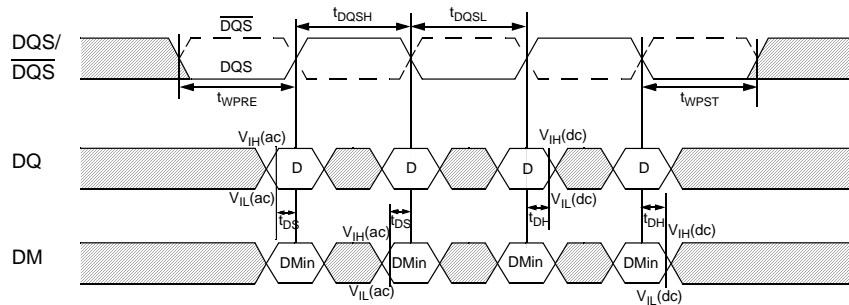 DQS tDQSH tDQSL
DQS/
DQS
DQS
tWPRE tWPST
VIH(ac) VIH(dc)
DQ D D D D
VIL(ac) VIL(dc)
tDS tDS tDH tDH
VIH(ac) VIH(dc)
DM DMin DMin DMin DMin
VIL(ac) VIL(dc)